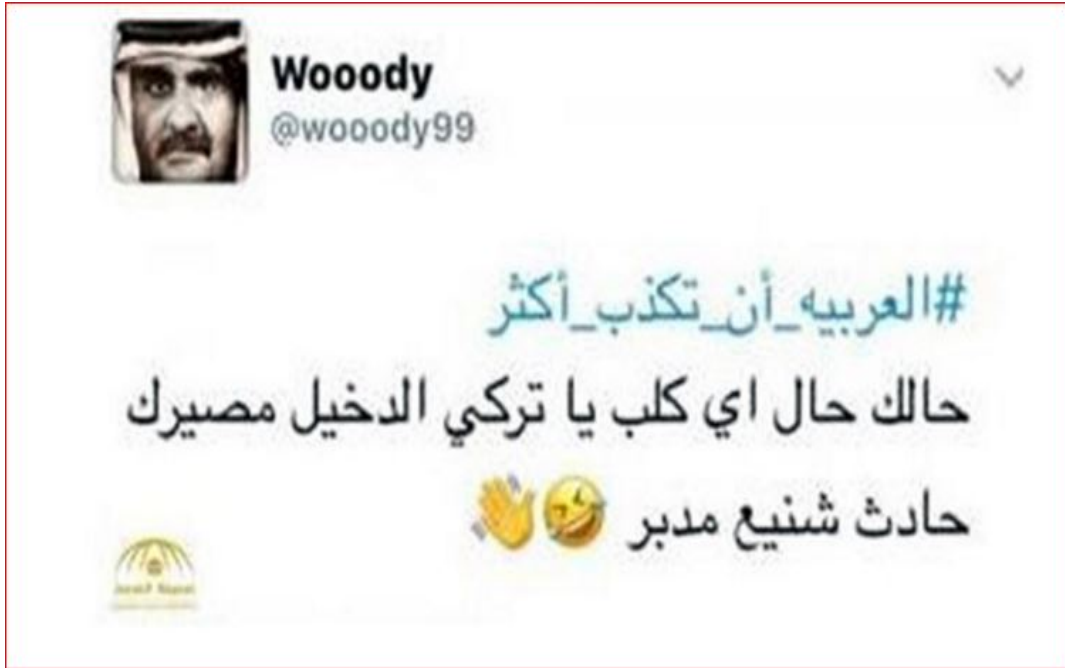 Wooody
@wooody99
#العربيه_أن_تكذب_أكثر
حالك حال اي كلب يا تركي الدخيل مصيرك
حادث شنيع مدبر 🤣👋